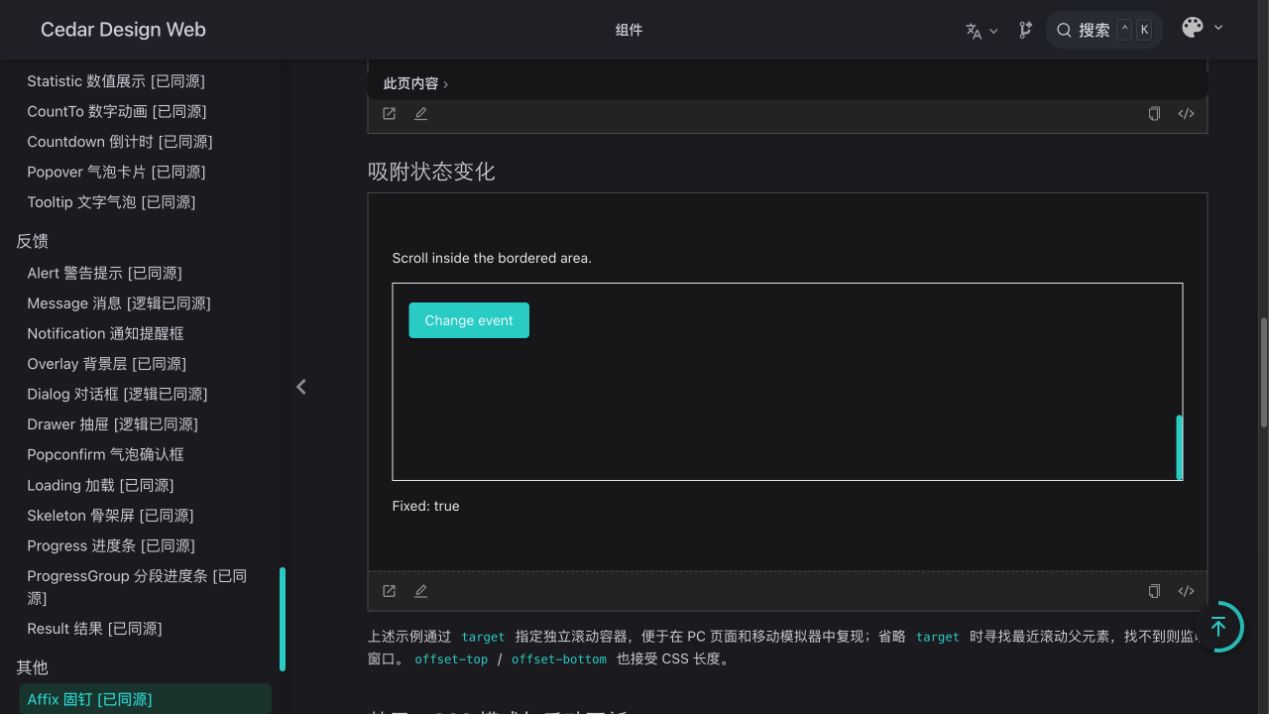 Cedar Design Web
组件
搜索 ^ K
Statistic 数值展示 [已同源]
CountTo 数字动画 [已同源]
Countdown 倒计时 [已同源]
Popover 气泡卡片 [已同源]
Tooltip 文字气泡 [已同源]
反馈
Alert 警告提示 [已同源]
Message 消息 [逻辑已同源]
Notification 通知提醒框
Overlay 背景层 [已同源]
Dialog 对话框 [逻辑已同源]
Drawer 抽屉 [逻辑已同源]
Popconfirm 气泡确认框
Loading 加载 [已同源]
Skeleton 骨架屏 [已同源]
Progress 进度条 [已同源]
ProgressGroup 分段进度条 [已同
源]
Result 结果 [已同源]
其他
Affix 固钉 [已同源]
此页内容 ›
吸附状态变化
Scroll inside the bordered area.
Change event
Fixed: true
上述示例通过 target 指定独立滚动容器，便于在 PC 页面和移动模拟器中复现；省略 target 时寻找最近滚动父元素，找不到则监
窗口。offset-top / offset-bottom 也接受 CSS 长度。